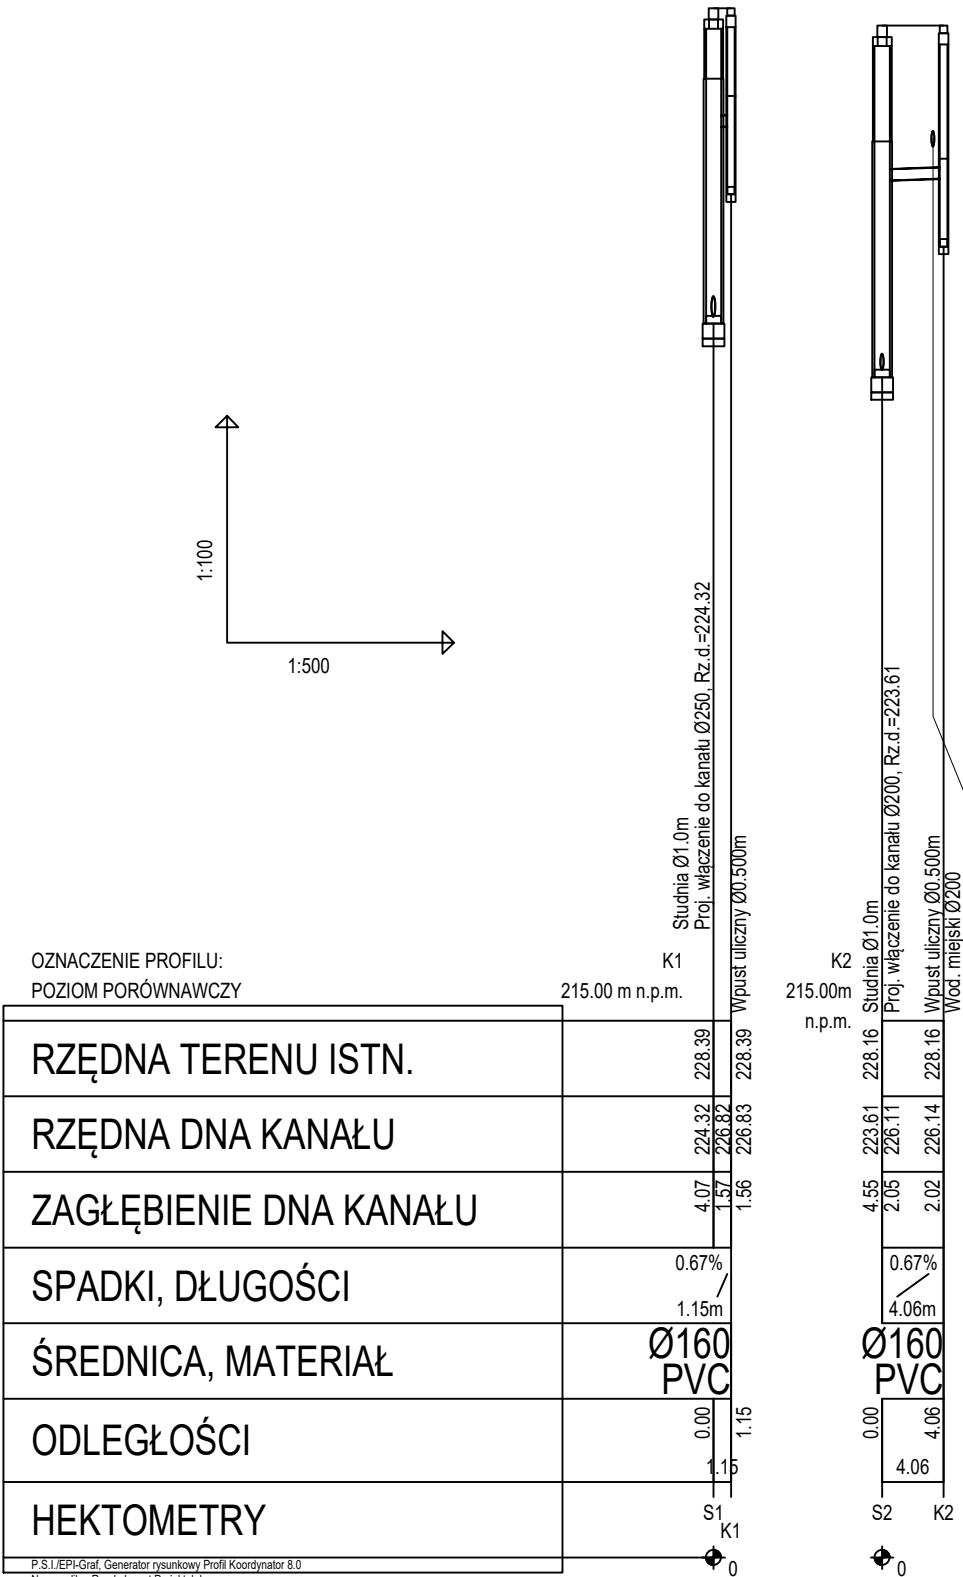 1:100
1:500
Studnia Ø1.0m
Proj. włączenie do kanału Ø250, Rz.d.=224.32
Wpust uliczny Ø0.500m
Studnia Ø1.0m
Proj. włączenie do kanału Ø200, Rz.d.=223.61
Wpust uliczny Ø0.500m
Wod. miejski Ø200
OZNACZENIE PROFILU: K1 K2
POZIOM PORÓWNAWCZY 215.00 m n.p.m. 215.00m
n.p.m.
RZĘDNA TERENU ISTN. 228.39 228.39 228.16 228.16
RZĘDNA DNA KANAŁU 224.32 226.82 226.83 223.61 226.11 226.14
ZAGŁĘBIENIE DNA KANAŁU 4.07 1.57 1.56 4.55 2.05 2.02
SPADKI, DŁUGOŚCI 0.67% 0.67%
1.15m 4.06m
ŚREDNICA, MATERIAŁ Ø160 Ø160
PVC PVC
ODLEGŁOŚCI 0.00 1.15 0.00 4.06
1.15 4.06
HEKTOMETRY S1 S2 K2
K1
0 0
P.S.I./EPI-Graf, Generator rysunkowy Profil Koordynator 8.0